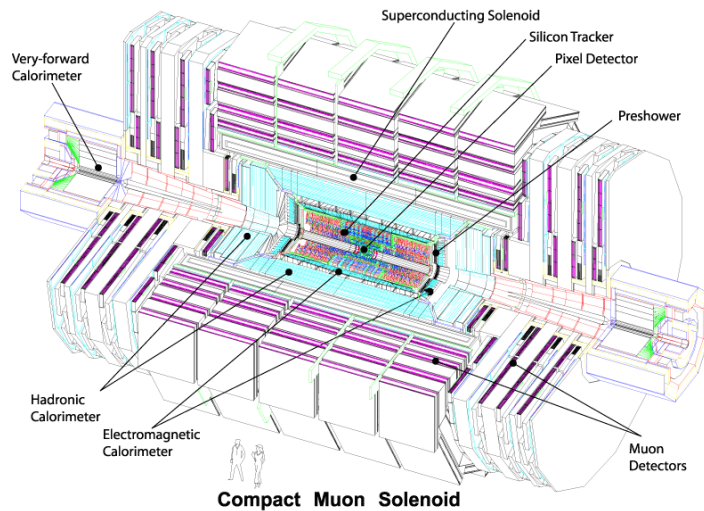 Superconducting Solenoid
Silicon Tracker
Very-forward
Calorimeter
Pixel Detector
Preshower
Hadronic
Calorimeter
Electromagnetic
Calorimeter
Muon
Detectors
Compact Muon Solenoid